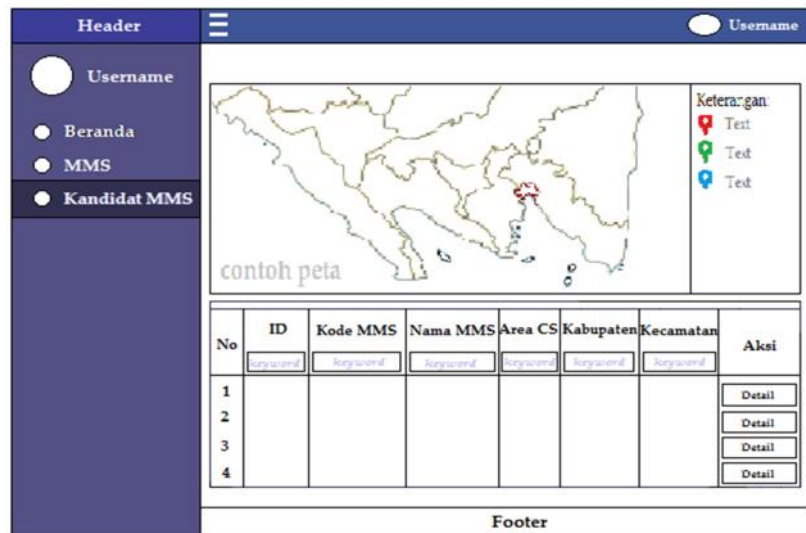 Header
Username
Username
Beranda
MMS
Kandidat MMS
Keterangan:
Text
Text
Text
contoh peta
No ID Kode MMS Nama MMS Area CS Kabupaten Kecamatan Aksi
keyword keyword keyword keyword keyword keyword
1 Detail
2 Detail
3 Detail
4 Detail
Footer